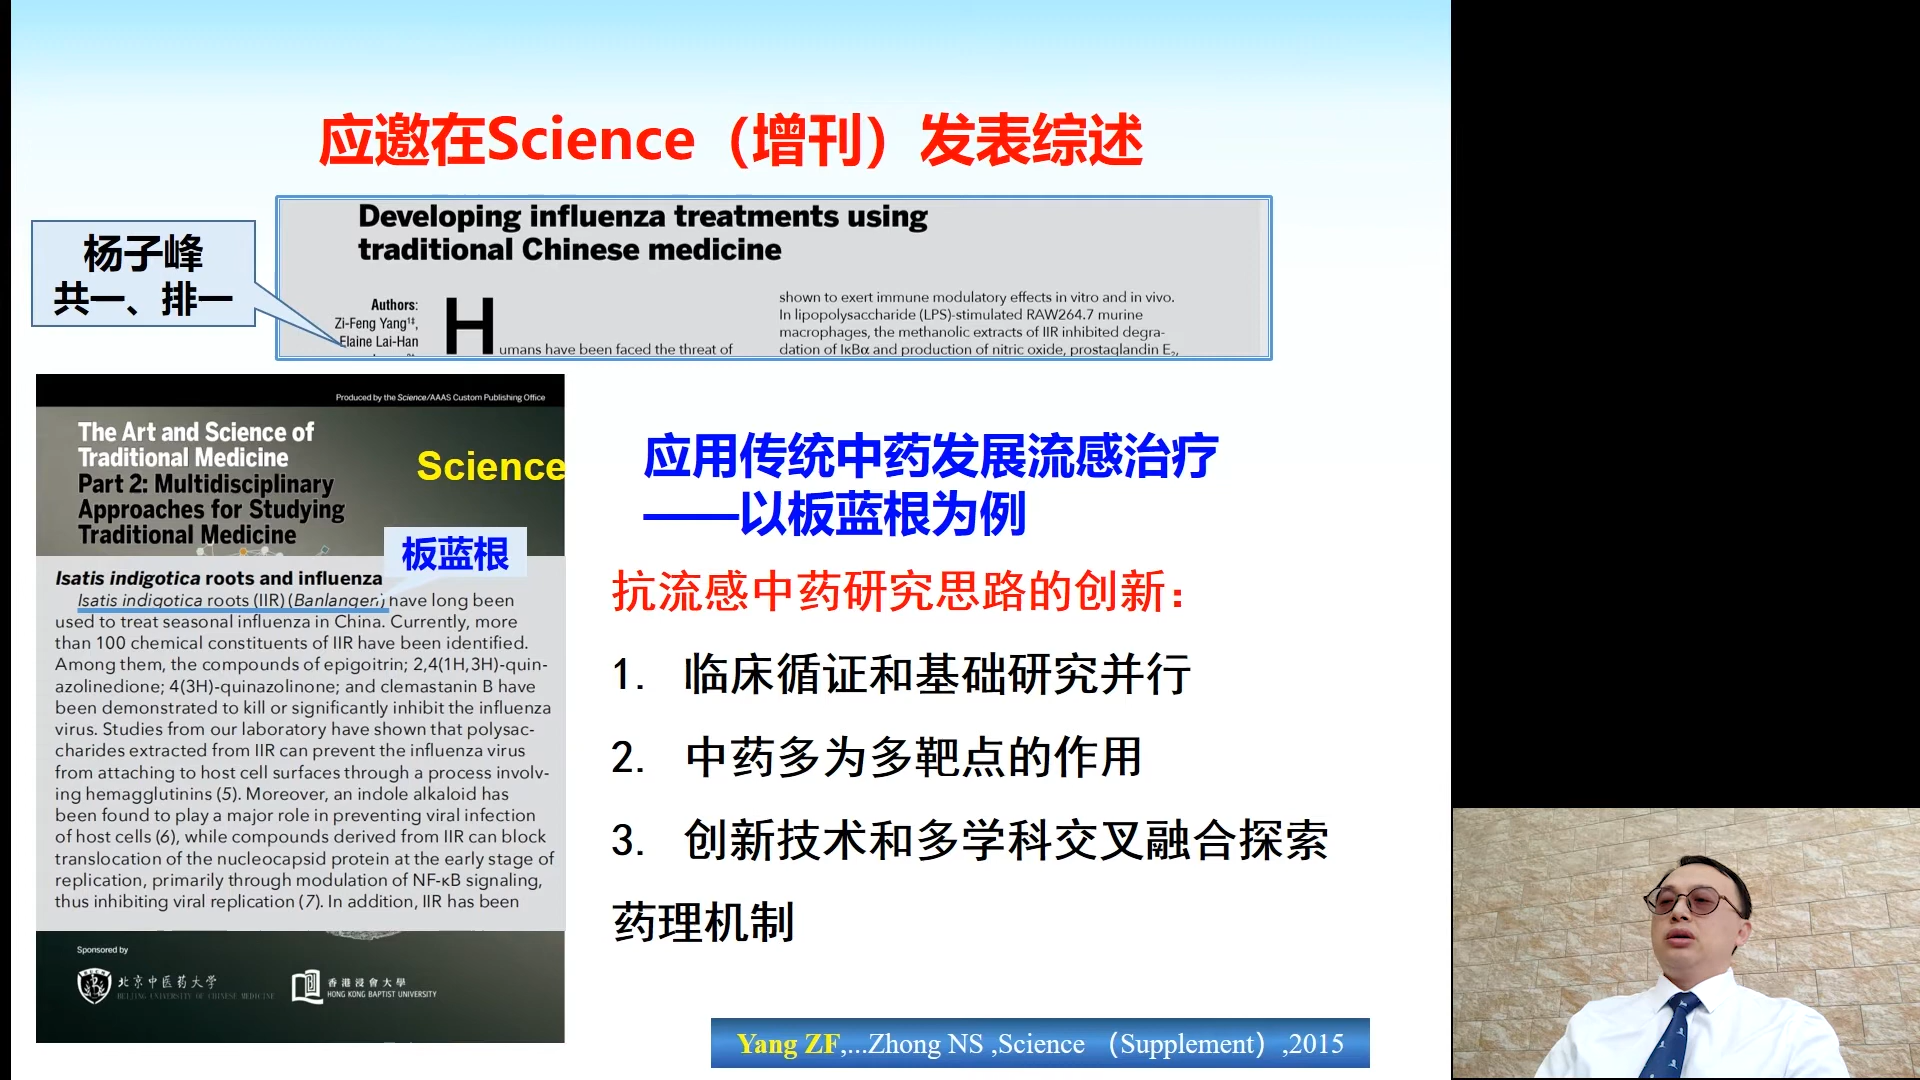 应邀在Science（增刊）发表综述
杨子峰
共一、排一
Developing influenza treatments using
traditional Chinese medicine
Authors:
Zi-Feng Yang¹‡,
Elaine Lai-Han
Humans have been faced the threat of
shown to exert immune modulatory effects in vitro and in vivo.
In lipopolysaccharide (LPS)-stimulated RAW264.7 murine
macrophages, the methanolic extracts of IIR inhibited degra-
dation of IκBα and production of nitric oxide, prostaglandin E₂,
Produced by the Science/AAAS Custom Publishing Office
The Art and Science of
Traditional Medicine
Part 2: Multidisciplinary
Approaches for Studying
Traditional Medicine
Science
板蓝根
Isatis indigotica roots and influenza
Isatis indigotica roots (IIR) (Banlangen) have long been
used to treat seasonal influenza in China. Currently, more
than 100 chemical constituents of IIR have been identified.
Among them, the compounds of epigoitrin; 2,4(1H,3H)-quin-
azolinedione; 4(3H)-quinazolinone; and clemastanin B have
been demonstrated to kill or significantly inhibit the influenza
virus. Studies from our laboratory have shown that polysac-
charides extracted from IIR can prevent the influenza virus
from attaching to host cell surfaces through a process involv-
ing hemagglutinins (5). Moreover, an indole alkaloid has
been found to play a major role in preventing viral infection
of host cells (6), while compounds derived from IIR can block
translocation of the nucleocapsid protein at the early stage of
replication, primarily through modulation of NF-κB signaling,
thus inhibiting viral replication (7). In addition, IIR has been
Sponsored by
北京中医药大学
BEIJING UNIVERSITY OF CHINESE MEDICINE
香港浸會大學
HONG KONG BAPTIST UNIVERSITY
应用传统中药发展流感治疗
——以板蓝根为例
抗流感中药研究思路的创新：
1. 临床循证和基础研究并行
2. 中药多为多靶点的作用
3. 创新技术和多学科交叉融合探索
药理机制
Yang ZF,...Zhong NS ,Science （Supplement）,2015